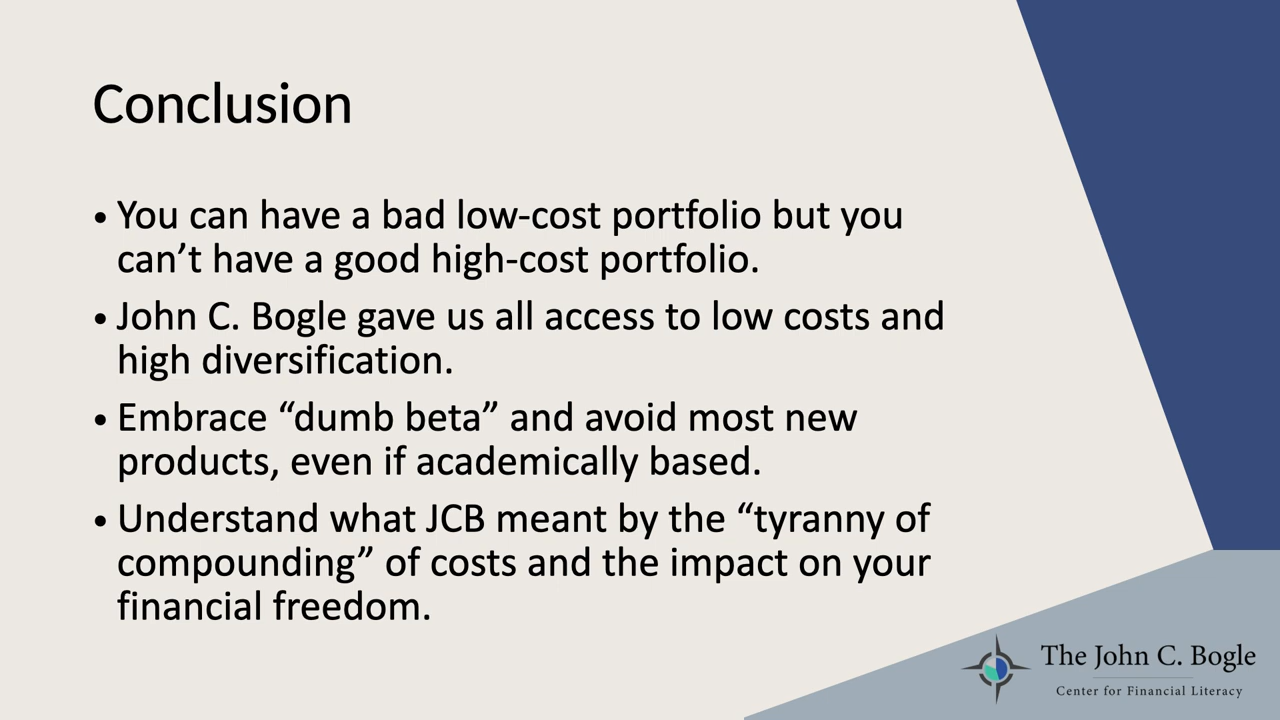 Conclusion
• You can have a bad low-cost portfolio but you
can’t have a good high-cost portfolio.
• John C. Bogle gave us all access to low costs and
high diversification.
• Embrace “dumb beta” and avoid most new
products, even if academically based.
• Understand what JCB meant by the “tyranny of
compounding” of costs and the impact on your
financial freedom.
The John C. Bogle
Center for Financial Literacy